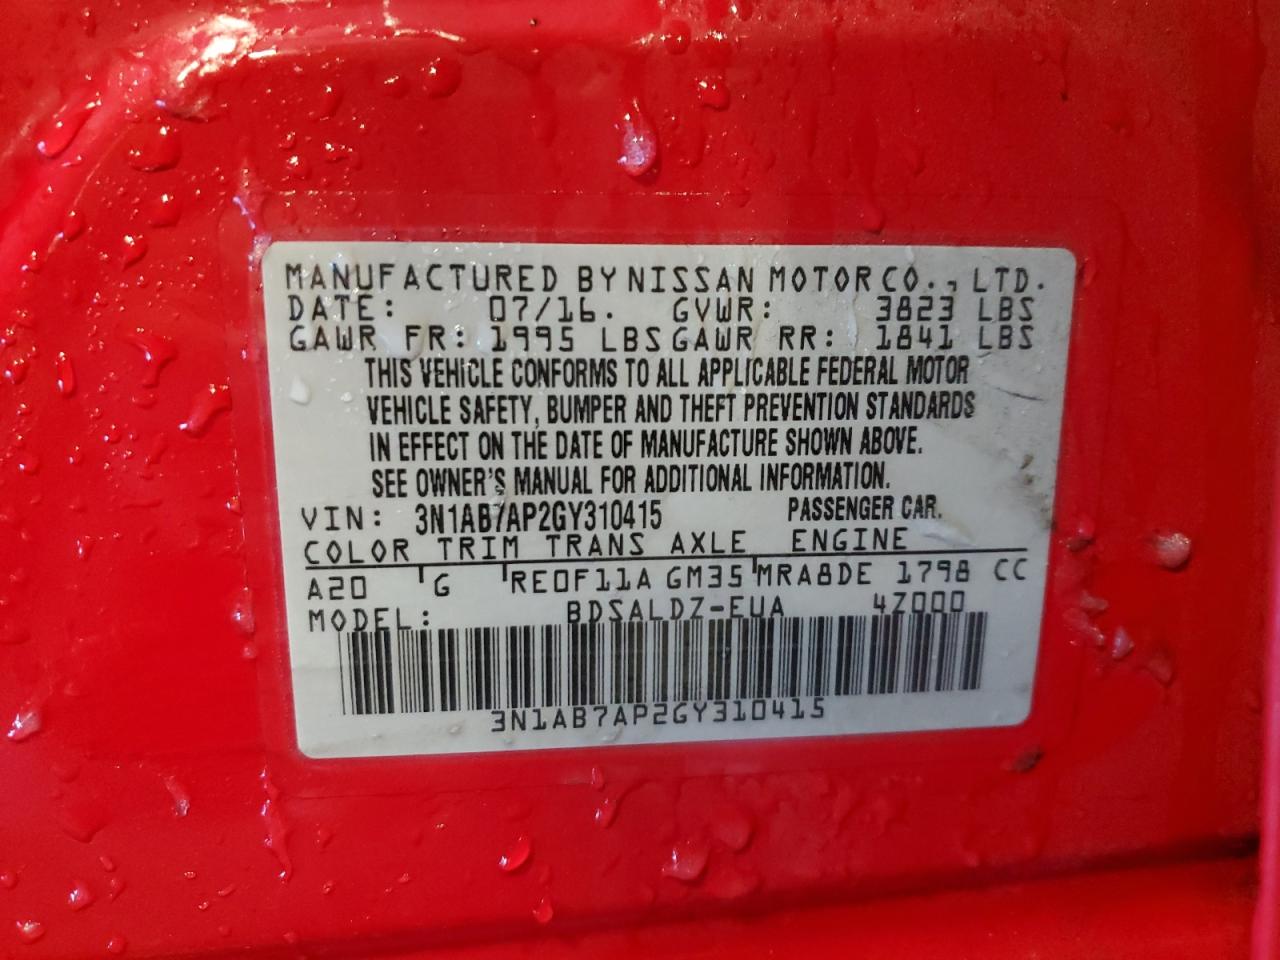 MANUFACTURED BY NISSAN MOTOR CO., LTD.
DATE: 07/16. GVWR: 3823 LBS
GAWR FR: 1995 LBS GAWR RR: 1841 LBS
THIS VEHICLE CONFORMS TO ALL APPLICABLE FEDERAL MOTOR
VEHICLE SAFETY, BUMPER AND THEFT PREVENTION STANDARDS
IN EFFECT ON THE DATE OF MANUFACTURE SHOWN ABOVE.
SEE OWNER'S MANUAL FOR ADDITIONAL INFORMATION.
VIN: 3N1AB7AP2GY310415 PASSENGER CAR.
COLOR TRIM TRANS AXLE ENGINE
A20 G RE0F11A GM35 MRA8DE 1798 CC
MODEL: BDSALDZ-EUA 4Z000
3N1AB7AP2GY310415